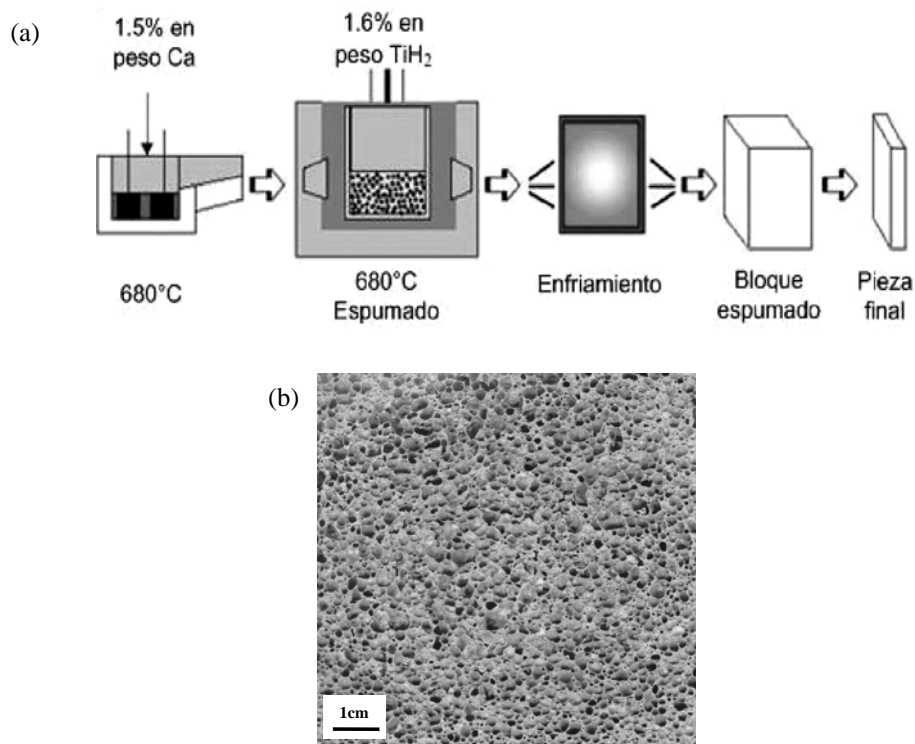 (a)
1.5% en
peso Ca
1.6% en
peso TiH₂
680°C
680°C
Espumado
Enfriamiento
Bloque
espumado
Pieza
final
(b)
1cm